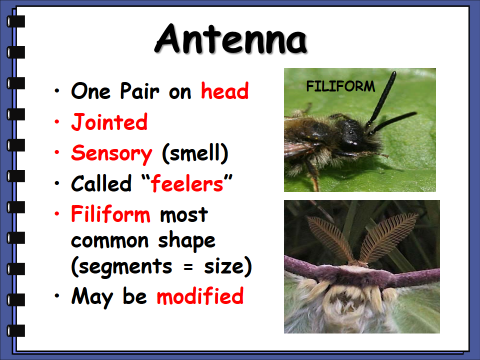 Antenna
• One Pair on head
• Jointed
• Sensory (smell)
• Called “feelers”
• Filiform most
common shape
(segments = size)
• May be modified
FILIFORM